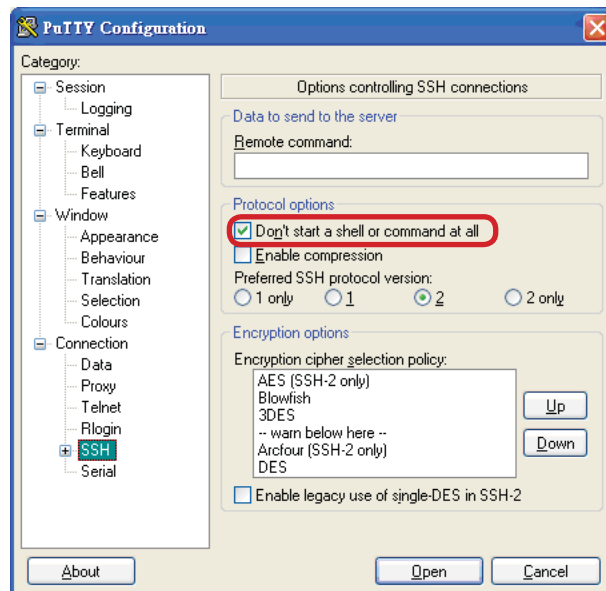 PuTTY Configuration
Category:
Session
Logging
Terminal
Keyboard
Bell
Features
Window
Appearance
Behaviour
Translation
Selection
Colours
Connection
Data
Proxy
Telnet
Rlogin
SSH
Serial
Options controlling SSH connections
Data to send to the server
Remote command:
Protocol options
Don't start a shell or command at all
Enable compression
Preferred SSH protocol version:
1 only 1 2 2 only
Encryption options
Encryption cipher selection policy:
AES (SSH-2 only)
Blowfish
3DES
-- warn below here --
Arcfour (SSH-2 only)
DES
Up
Down
Enable legacy use of single-DES in SSH-2
About Open Cancel